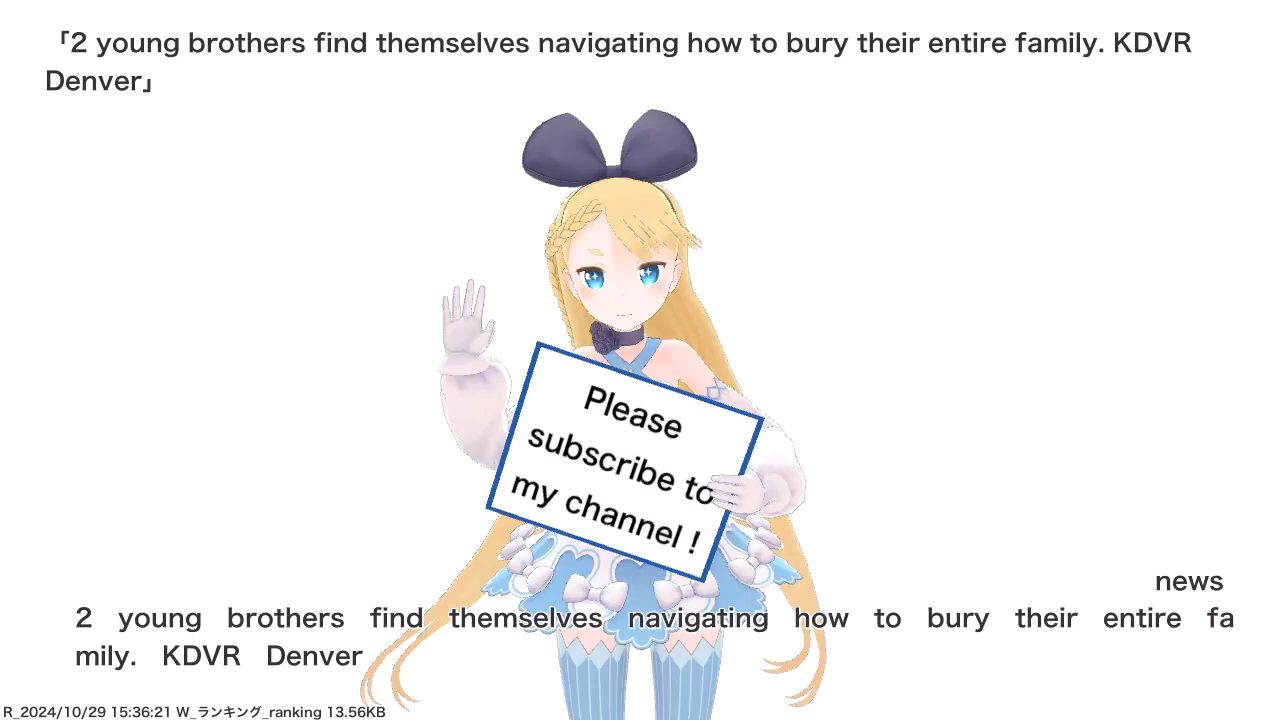 「2 young brothers find themselves navigating how to bury their entire family. KDVR
Denver」
Please
subscribe to
my channel !
news
2 young brothers find themselves navigating how to bury their entire fa
mily. KDVR Denver
R_2024/10/29 15:36:21 W_ランキング_ranking 13.56KB